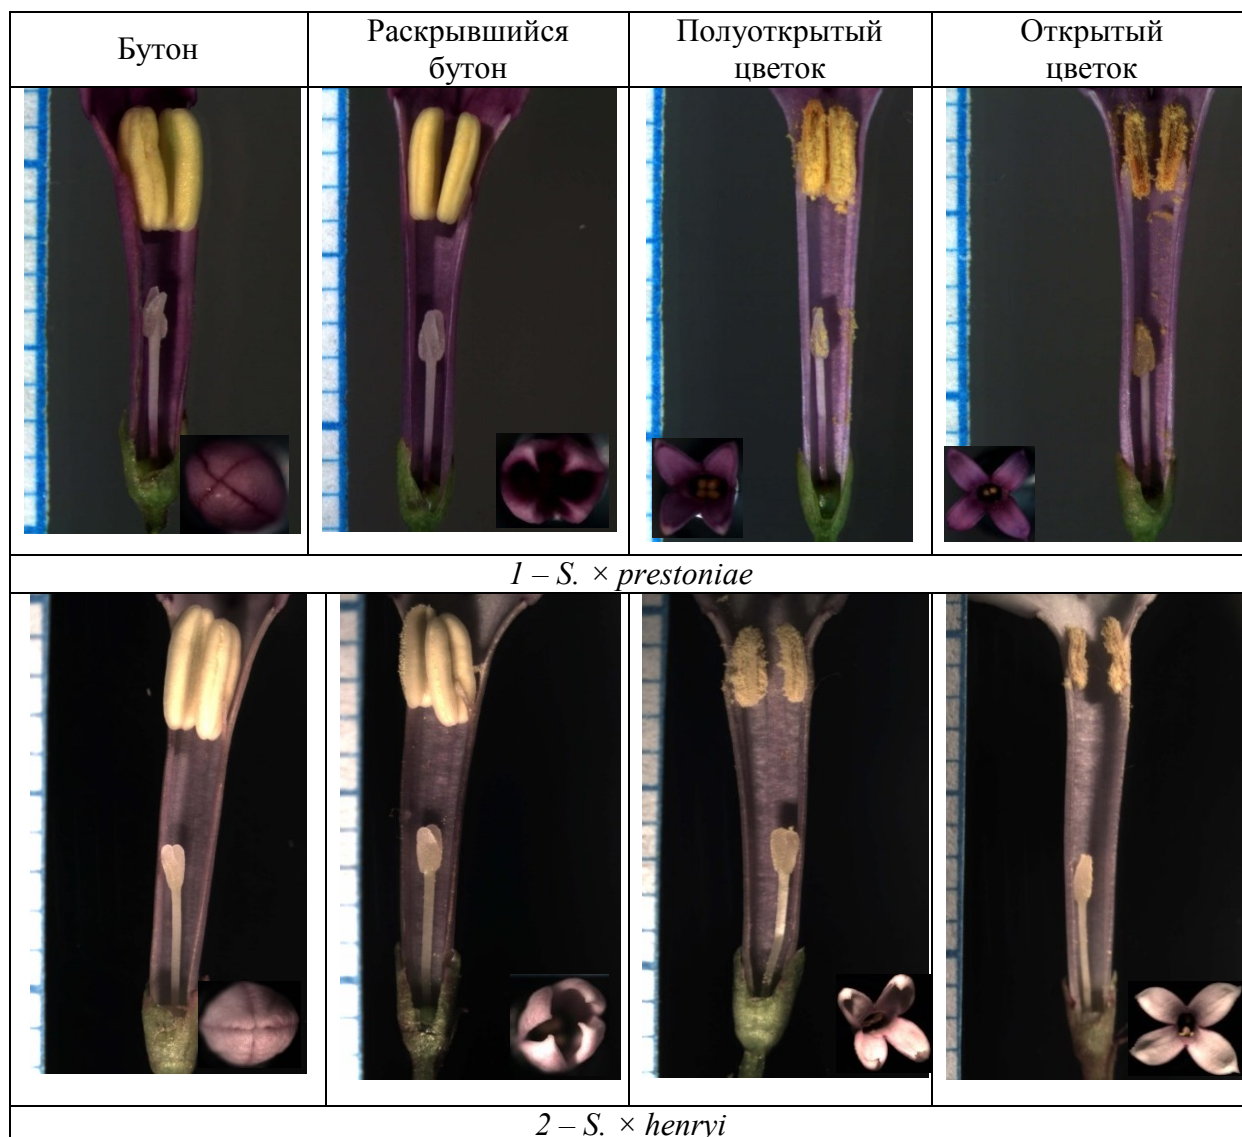 Бутон
Раскрывшийся
бутон
Полуоткрытый
цветок
Открытый
цветок
1 – S. × prestoniae
2 – S. × henryi